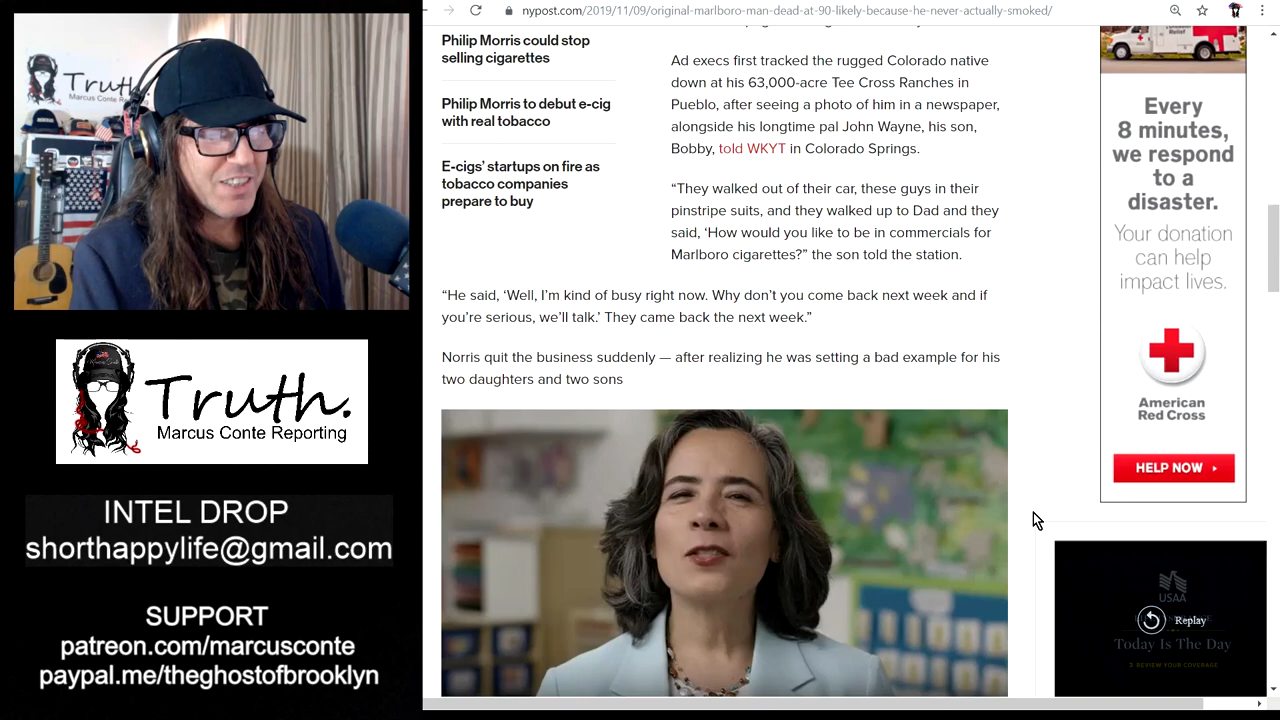 Truth.
Marcus Conte Rep
Truth.
Marcus Conte Reporting
INTEL DROP
shorthappylife@gmail.com
SUPPORT
patreon.com/marcusconte
paypal.me/theghostofbrooklyn
nypost.com/2019/11/09/original-marlboro-man-dead-at-90-likely-because-he-never-actually-smoked/
Philip Morris could stop
selling cigarettes
Philip Morris to debut e-cig
with real tobacco
E-cigs’ startups on fire as
tobacco companies
prepare to buy
Ad execs first tracked the rugged Colorado native
down at his 63,000-acre Tee Cross Ranches in
Pueblo, after seeing a photo of him in a newspaper,
alongside his longtime pal John Wayne, his son,
Bobby, told WKYT in Colorado Springs.
“They walked out of their car, these guys in their
pinstripe suits, and they walked up to Dad and they
said, ‘How would you like to be in commercials for
Marlboro cigarettes?” the son told the station.
“He said, ‘Well, I’m kind of busy right now. Why don’t you come back next week and if
you’re serious, we’ll talk.’ They came back the next week.”
Norris quit the business suddenly — after realizing he was setting a bad example for his
two daughters and two sons
Relief
Every
8 minutes,
we respond
to a
disaster.
Your donation
can help
impact lives.
American
Red Cross
HELP NOW
USAA
Replay
Today Is The Day
REVIEW YOUR COVERAGE